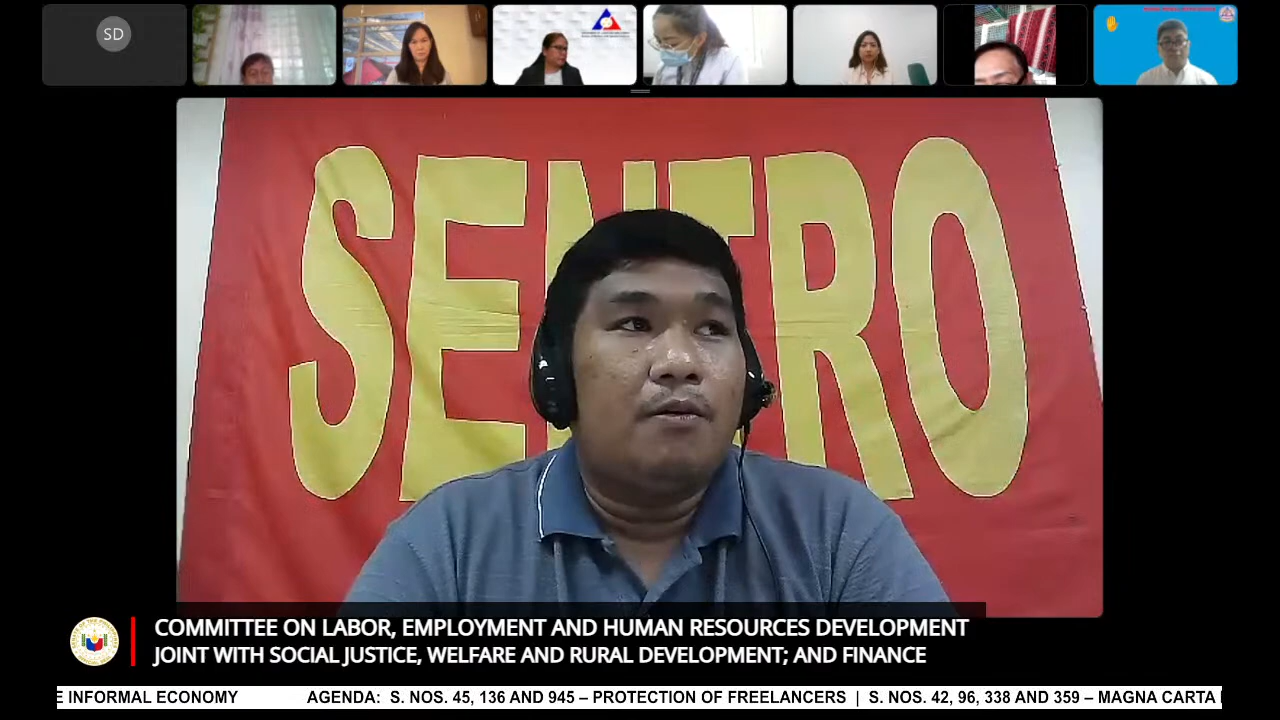 SD
SENTRO
COMMITTEE ON LABOR, EMPLOYMENT AND HUMAN RESOURCES DEVELOPMENT
JOINT WITH SOCIAL JUSTICE, WELFARE AND RURAL DEVELOPMENT; AND FINANCE
E INFORMAL ECONOMY AGENDA: S. NOS. 45, 136 AND 945 – PROTECTION OF FREELANCERS | S. NOS. 42, 96, 338 AND 359 – MAGNA CARTA